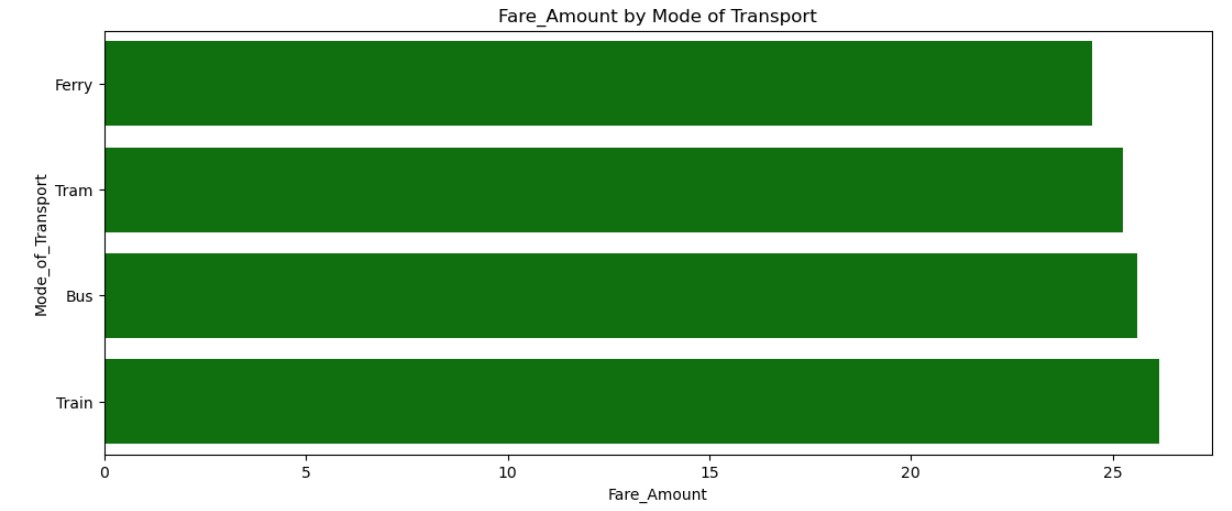 Fare_Amount by Mode of Transport
Mode_of_Transport
Ferry
Tram
Bus
Train
0 5 10 15 20 25
Fare_Amount